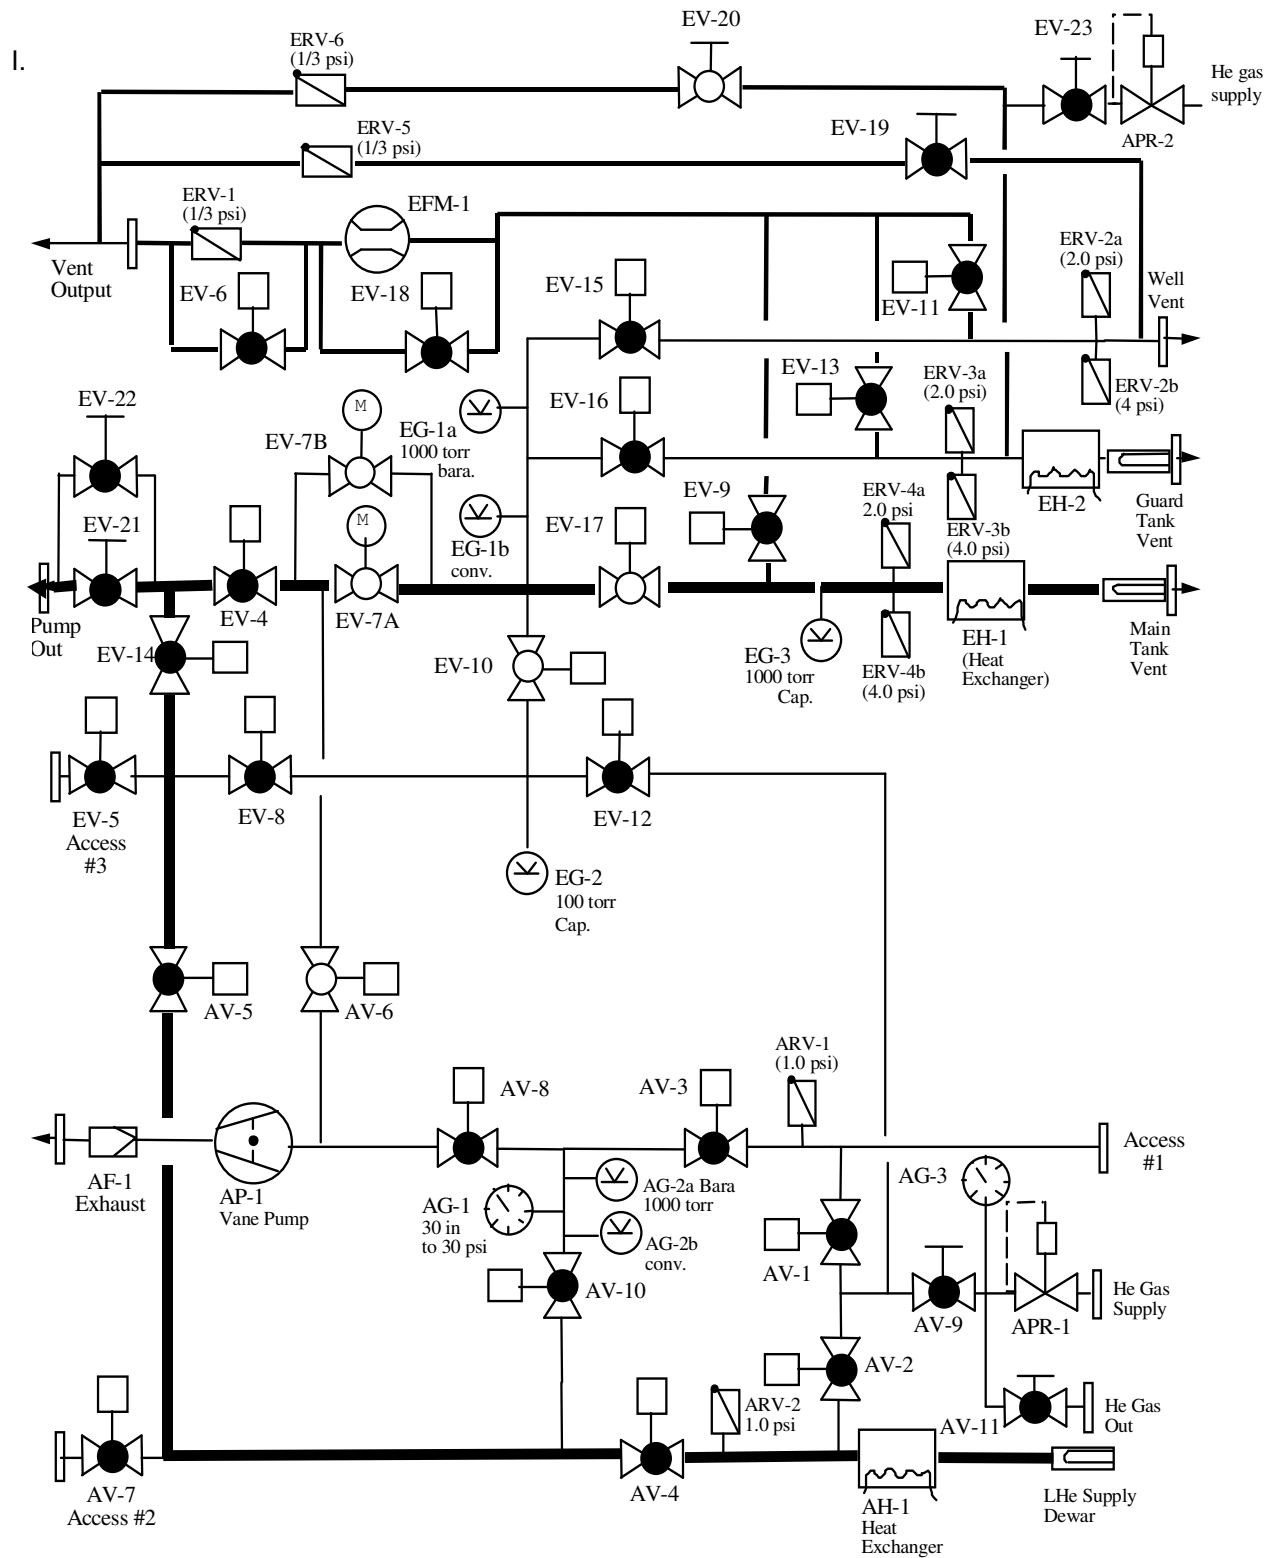 I.
EV-20
EV-23
ERV-6
(1/3 psi)
He gas
supply
APR-2
ERV-5
(1/3 psi)
EV-19
ERV-1
(1/3 psi)
EFM-1
ERV-2a
(2.0 psi)
Vent
Output
EV-6
EV-18
EV-15
EV-11
Well
Vent
EV-13
ERV-3a
(2.0 psi)
ERV-2b
(4 psi)
EV-22
EV-16
M
EV-7B
EG-1a
1000 torr
bara.
EV-9
ERV-4a
2.0 psi
EH-2
Guard
Tank
Vent
EV-21
M
EG-1b
conv.
EV-17
ERV-3b
(4.0 psi)
Pump
Out
EV-4
EV-7A
EV-14
EV-10
EG-3
1000 torr
Cap.
ERV-4b
(4.0 psi)
EH-1
(Heat
Exchanger)
Main
Tank
Vent
EV-5
Access
#3
EV-8
EV-12
EG-2
100 torr
Cap.
AV-5
AV-6
ARV-1
(1.0 psi)
AV-8
AV-3
AF-1
Exhaust
AP-1
Vane Pump
AG-1
30 in
to 30 psi
AG-2a Bara
1000 torr
AG-2b
conv.
AG-3
Access
#1
AV-1
AV-10
AV-9
APR-1
He Gas
Supply
AV-2
ARV-2
1.0 psi
AV-11
He Gas
Out
AV-7
Access #2
AV-4
AH-1
Heat
Exchanger
LHe Supply
Dewar